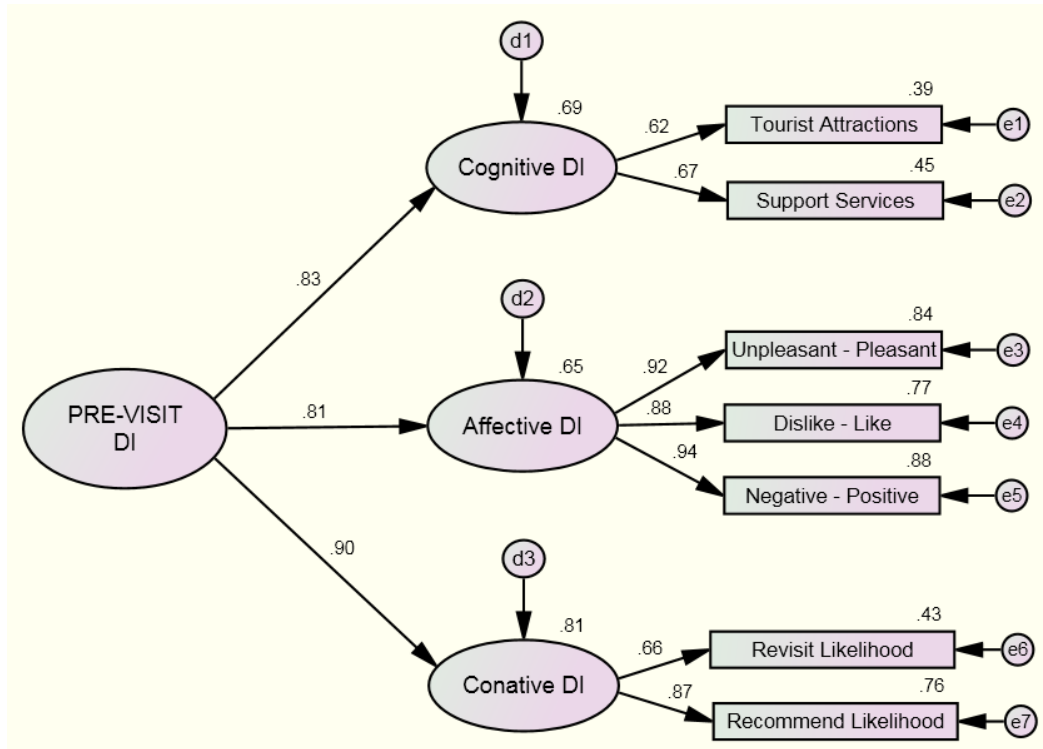 d1
.69
Cognitive DI
.62
.39
Tourist Attractions
e1
.67
.45
Support Services
e2
.83
d2
.65
Affective DI
.92
.84
Unpleasant - Pleasant
e3
.88
.77
Dislike - Like
e4
.94
.88
Negative - Positive
e5
PRE-VISIT
DI
.81
.90
d3
.81
Conative DI
.66
.43
Revisit Likelihood
e6
.87
.76
Recommend Likelihood
e7